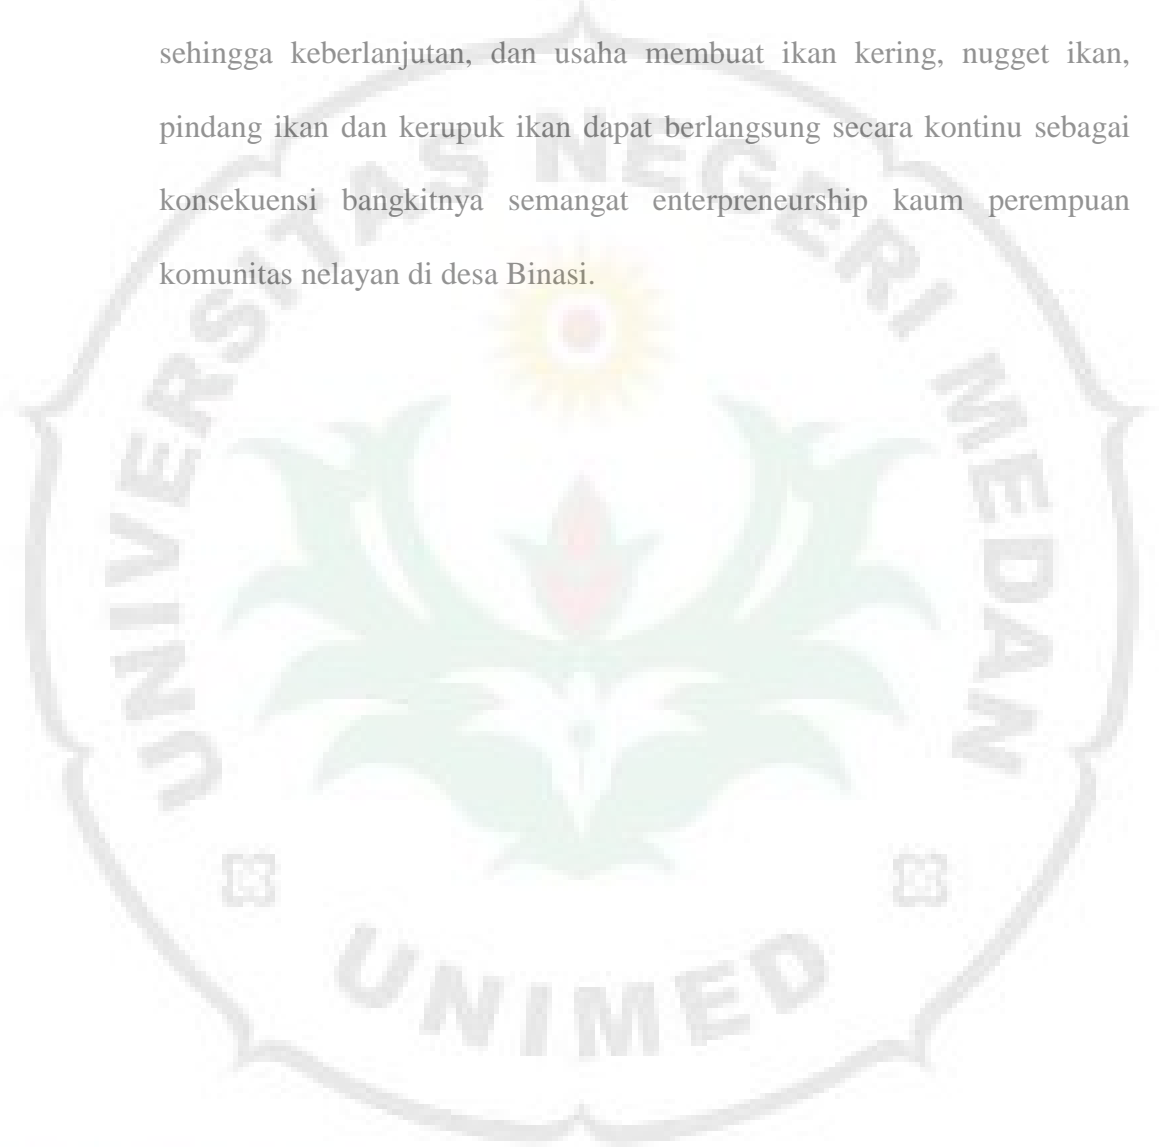 sehingga keberlanjutan, dan usaha membuat ikan kering, nugget ikan,
pindang ikan dan kerupuk ikan dapat berlangsung secara kontinu sebagai
konsekuensi bangkitnya semangat enterpreneurship kaum perempuan
komunitas nelayan di desa Binasi.
UNIVERSITAS NEGERI MEDAN
UNIMED